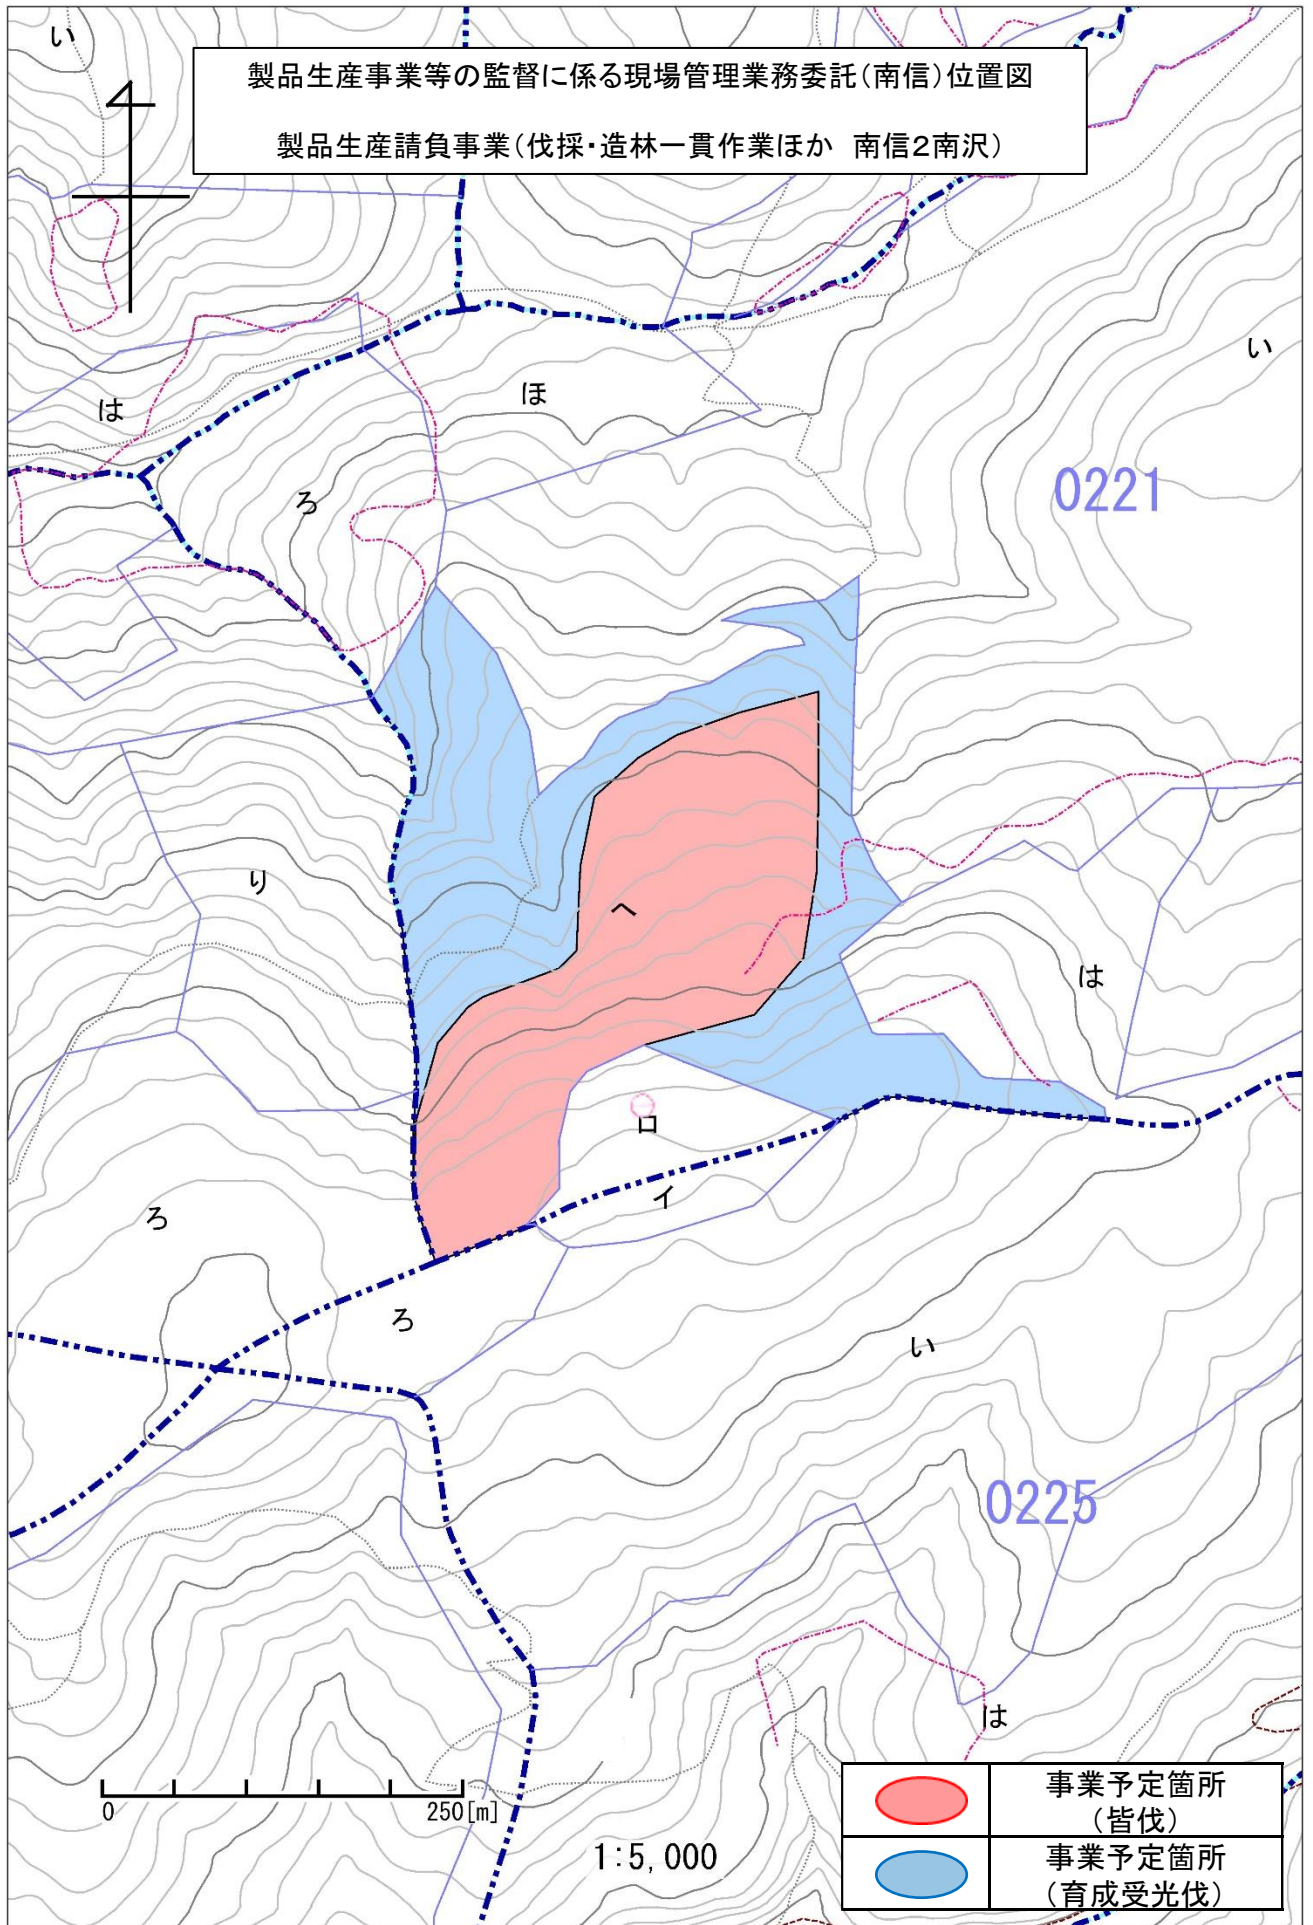 い
製品生産事業等の監督に係る現場管理業務委託(南信)位置図
製品生産請負事業(伐採・造林一貫作業ほか　南信2南沢)
い
ほ
は
0221
ろ
り
へ
は
ロ
イ
ろ
ろ
い
0225
は
0 250[m]
1:5,000
事業予定箇所
(皆伐)
事業予定箇所
(育成受光伐)